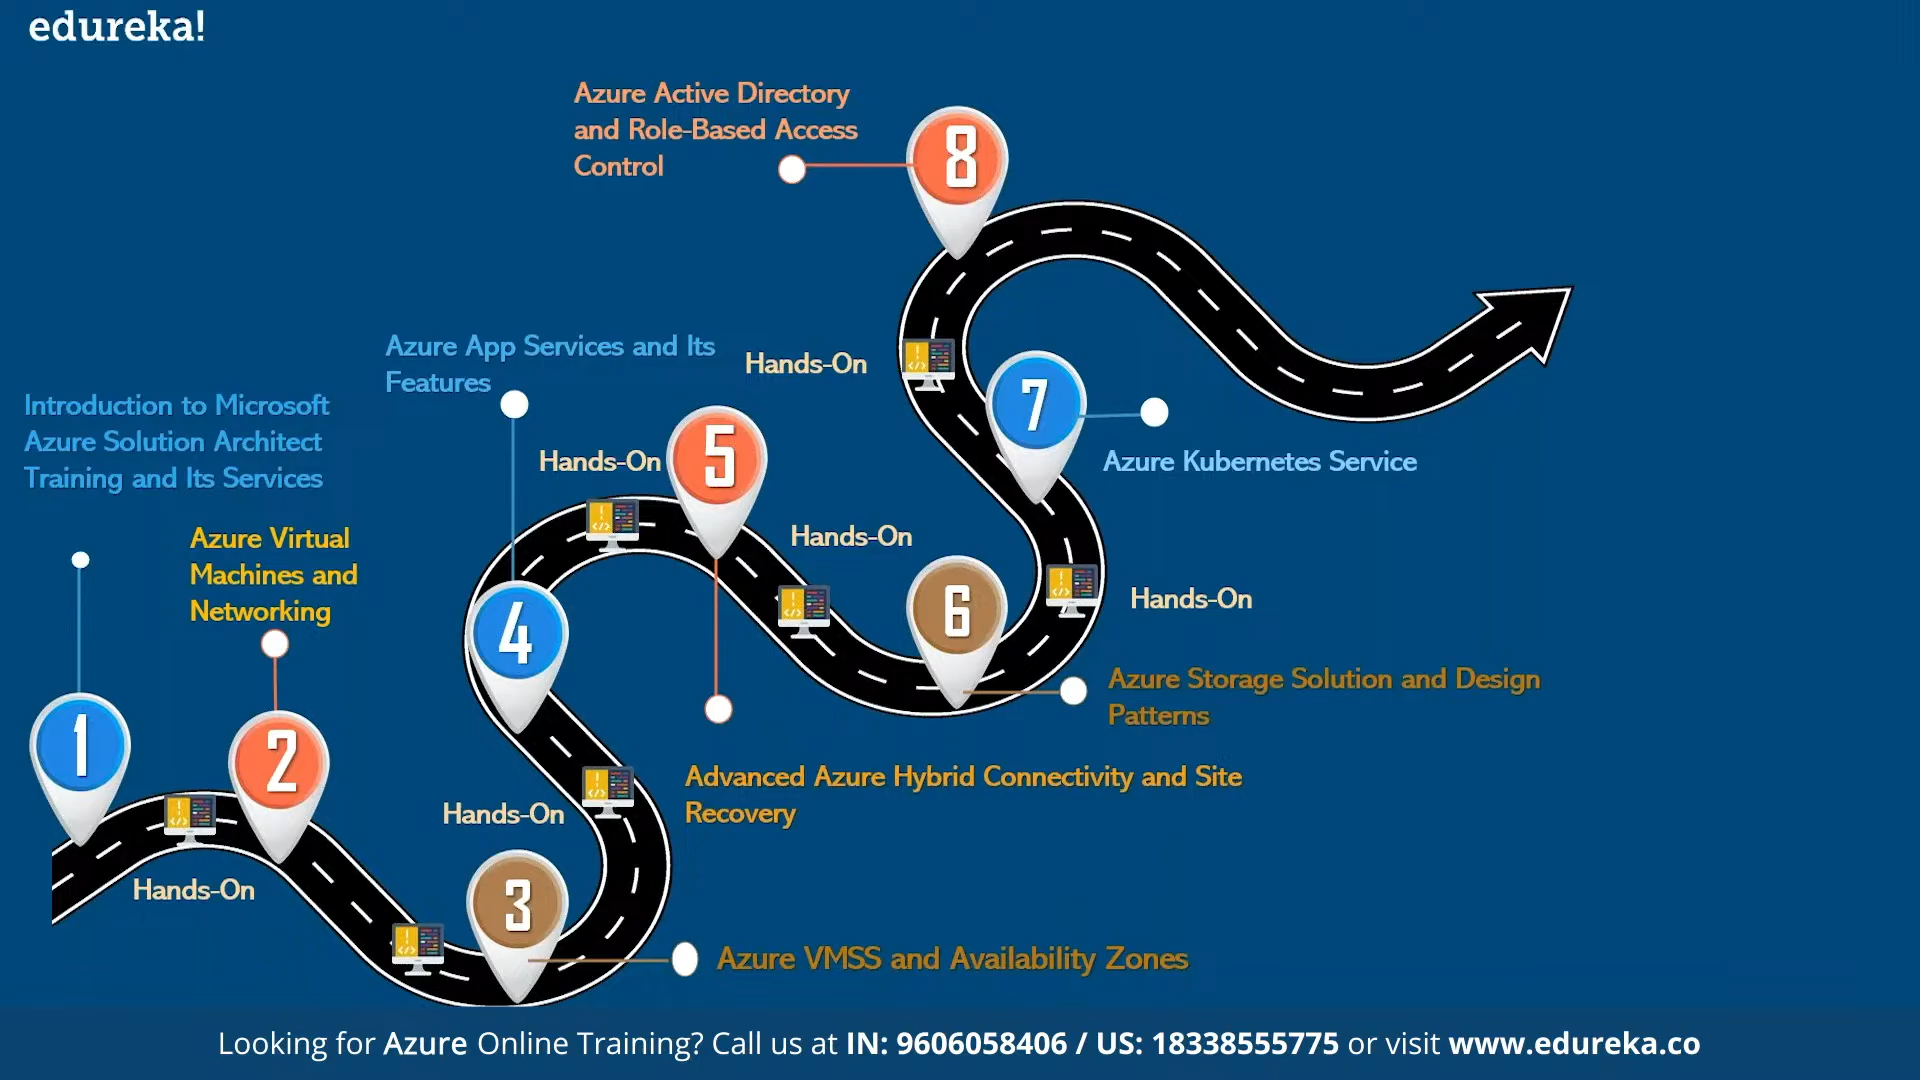 edureka!
Azure Active Directory
and Role-Based Access
Control
8
Azure App Services and Its
Features
Hands-On
7
Introduction to Microsoft
Azure Solution Architect
Training and Its Services
Hands-On
5
Azure Kubernetes Service
Azure Virtual
Machines and
Networking
Hands-On
6
Hands-On
4
Azure Storage Solution and Design
Patterns
1
2
Advanced Azure Hybrid Connectivity and Site
Recovery
Hands-On
Hands-On
3
Azure VMSS and Availability Zones
Looking for Azure Online Training? Call us at IN: 9606058406 / US: 18338555775 or visit www.edureka.co